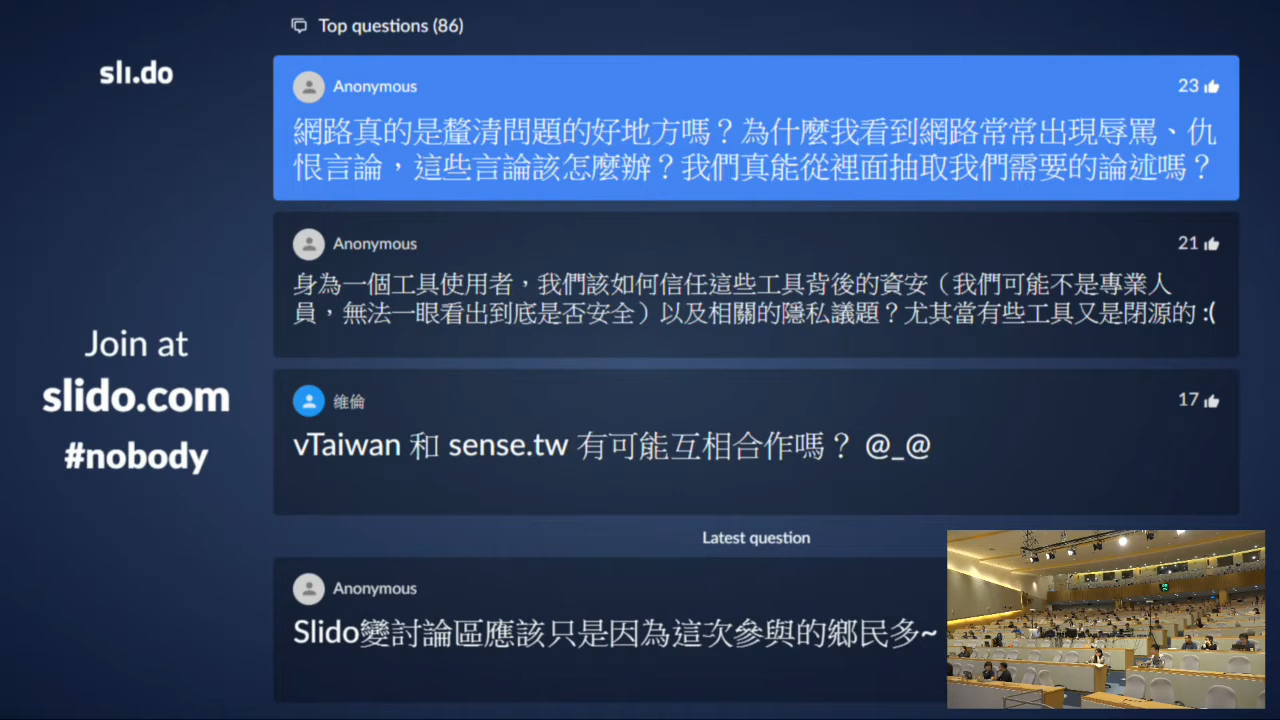 Top questions (86)
sli.do
Anonymous
23
網路真的是釐清問題的好地方嗎？為什麼我看到網路常常出現辱罵、仇
恨言論，這些言論該怎麼辦？我們真能從裡面抽取我們需要的論述嗎？
Anonymous
21
身為一個工具使用者，我們該如何信任這些工具背後的資安（我們可能不是專業人
員，無法一眼看出到底是否安全）以及相關的隱私議題？尤其當有些工具又是閉源的 :(
Join at
slido.com
#nobody
维倫
17
vTaiwan 和 sense.tw 有可能互相合作嗎？ @_@
Latest question
Anonymous
Slido變討論區應該只是因為這次參與的鄉民多~